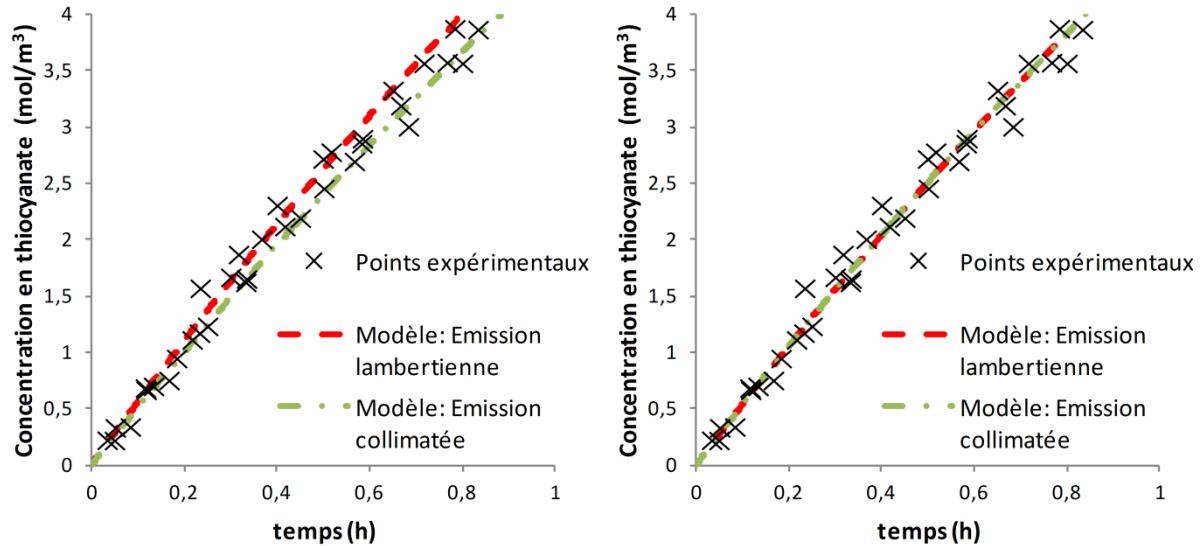 Concentration en thiocyanate (mol/m³)
4
3,5
3
2,5
2
1,5
1
0,5
0
0
0,2
0,4
0,6
0,8
1
temps (h)
Points expérimentaux
Modèle: Emission
lambertienne
Modèle: Emission
collimatée
Concentration en thiocyanate (mol/m³)
4
3,5
3
2,5
2
1,5
1
0,5
0
0
0,2
0,4
0,6
0,8
1
temps (h)
Points expérimentaux
Modèle: Emission
lambertienne
Modèle: Emission
collimatée